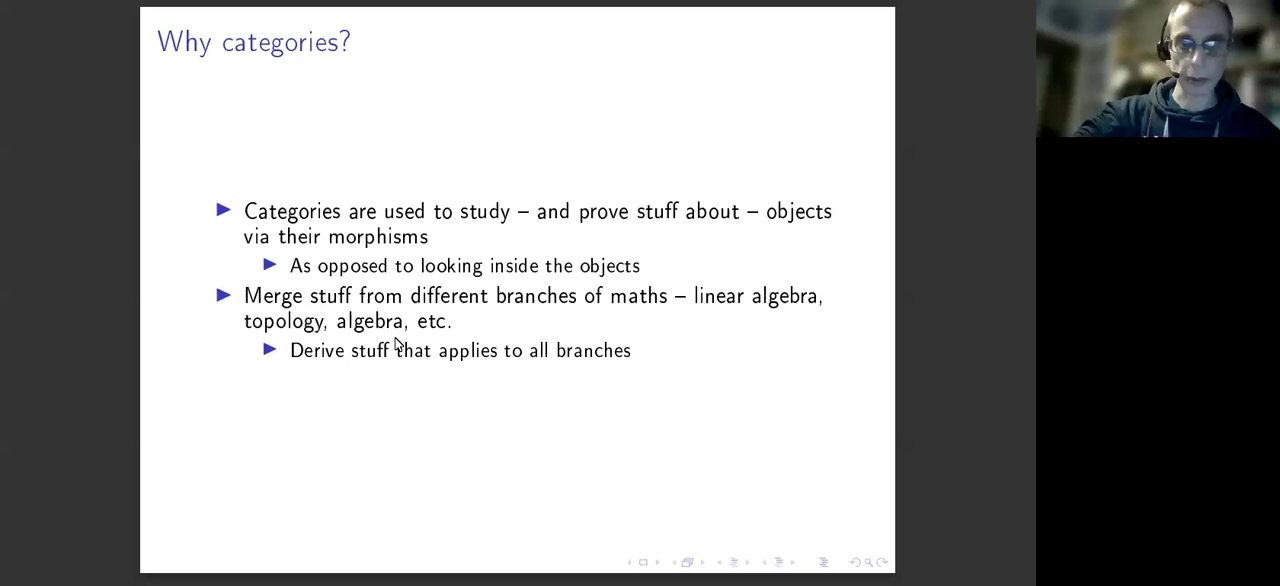 Why categories?
Categories are used to study – and prove stuff about – objects
via their morphisms
As opposed to looking inside the objects
Merge stuff from different branches of maths – linear algebra,
topology, algebra, etc.
Derive stuff that applies to all branches